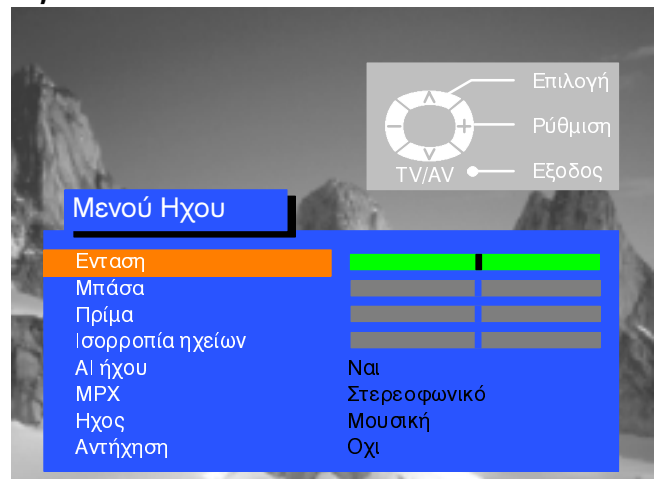 Επιλογή
Ρύθμιση
TV/AV Εξοδος
Μενού Ηχου
Ενταση
Μπάσα
Πρίμα
Ισορροπία ηχείων
AI ήχου Ναι
MPX Στερεοφωνικό
Ηχος Μουσική
Αντήχηση Οχι